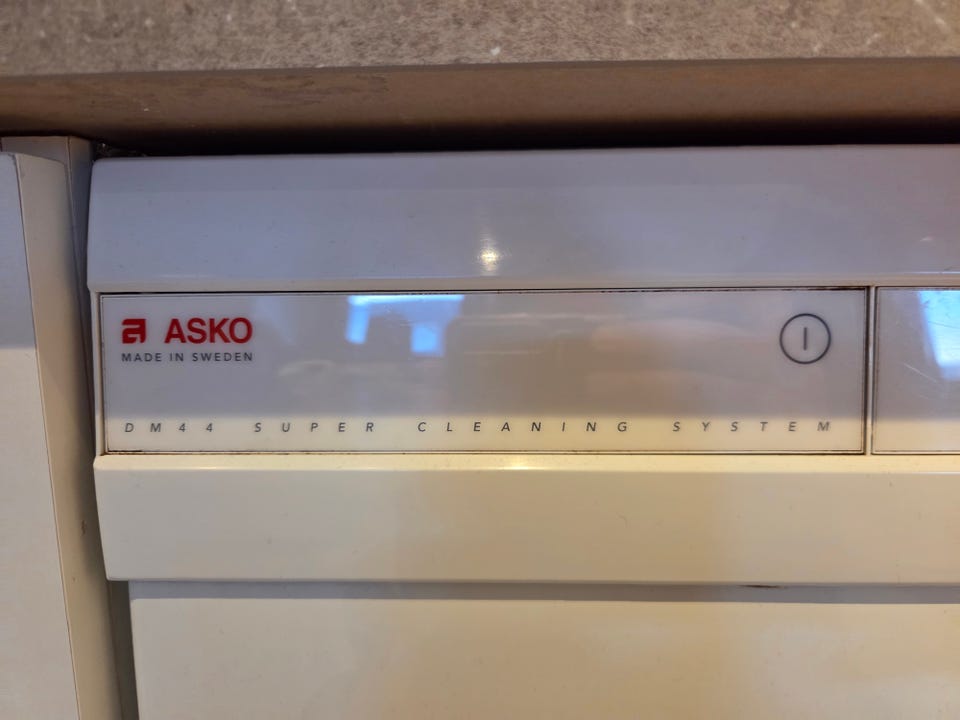 ASKO
MADE IN SWEDEN
DM44 SUPER CLEANING SYSTEM